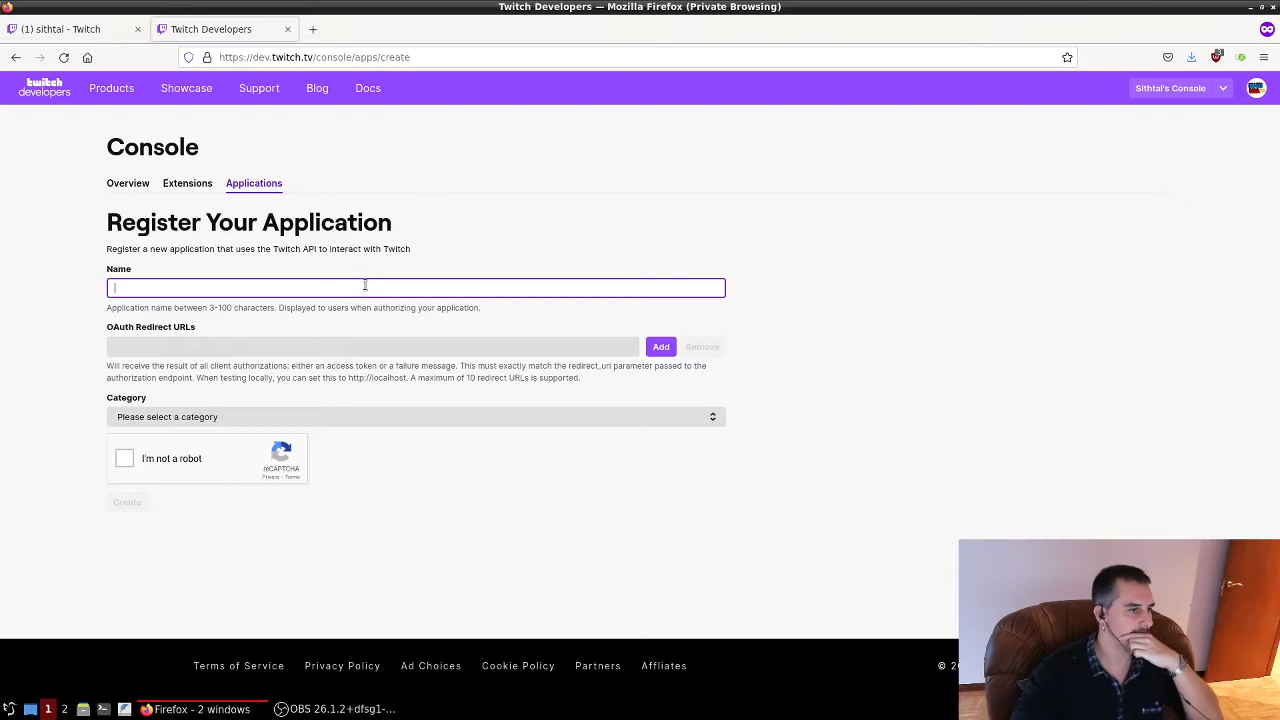 Twitch Developers — Mozilla Firefox (Private Browsing)
(1) sithtal - Twitch
Twitch Developers
https://dev.twitch.tv/console/apps/create
3
twitch
developers
Products
Showcase
Support
Blog
Docs
Sithtal's Console
Console
Overview
Extensions
Applications
Register Your Application
Register a new application that uses the Twitch API to interact with Twitch
Name
Application name between 3-100 characters. Displayed to users when authorizing your application.
OAuth Redirect URLs
Add
Remove
Will receive the result of all client authorizations: either an access token or a failure message. This must exactly match the redirect_uri parameter passed to the
authorization endpoint. When testing locally, you can set this to http://localhost. A maximum of 10 redirect URLs is supported.
Category
Please select a category
I'm not a robot
reCAPTCHA
Privacy - Terms
Create
Terms of Service
Privacy Policy
Ad Choices
Cookie Policy
Partners
Affiliates
© 2
1
2
Firefox - 2 windows
OBS 26.1.2+dfsg1-...